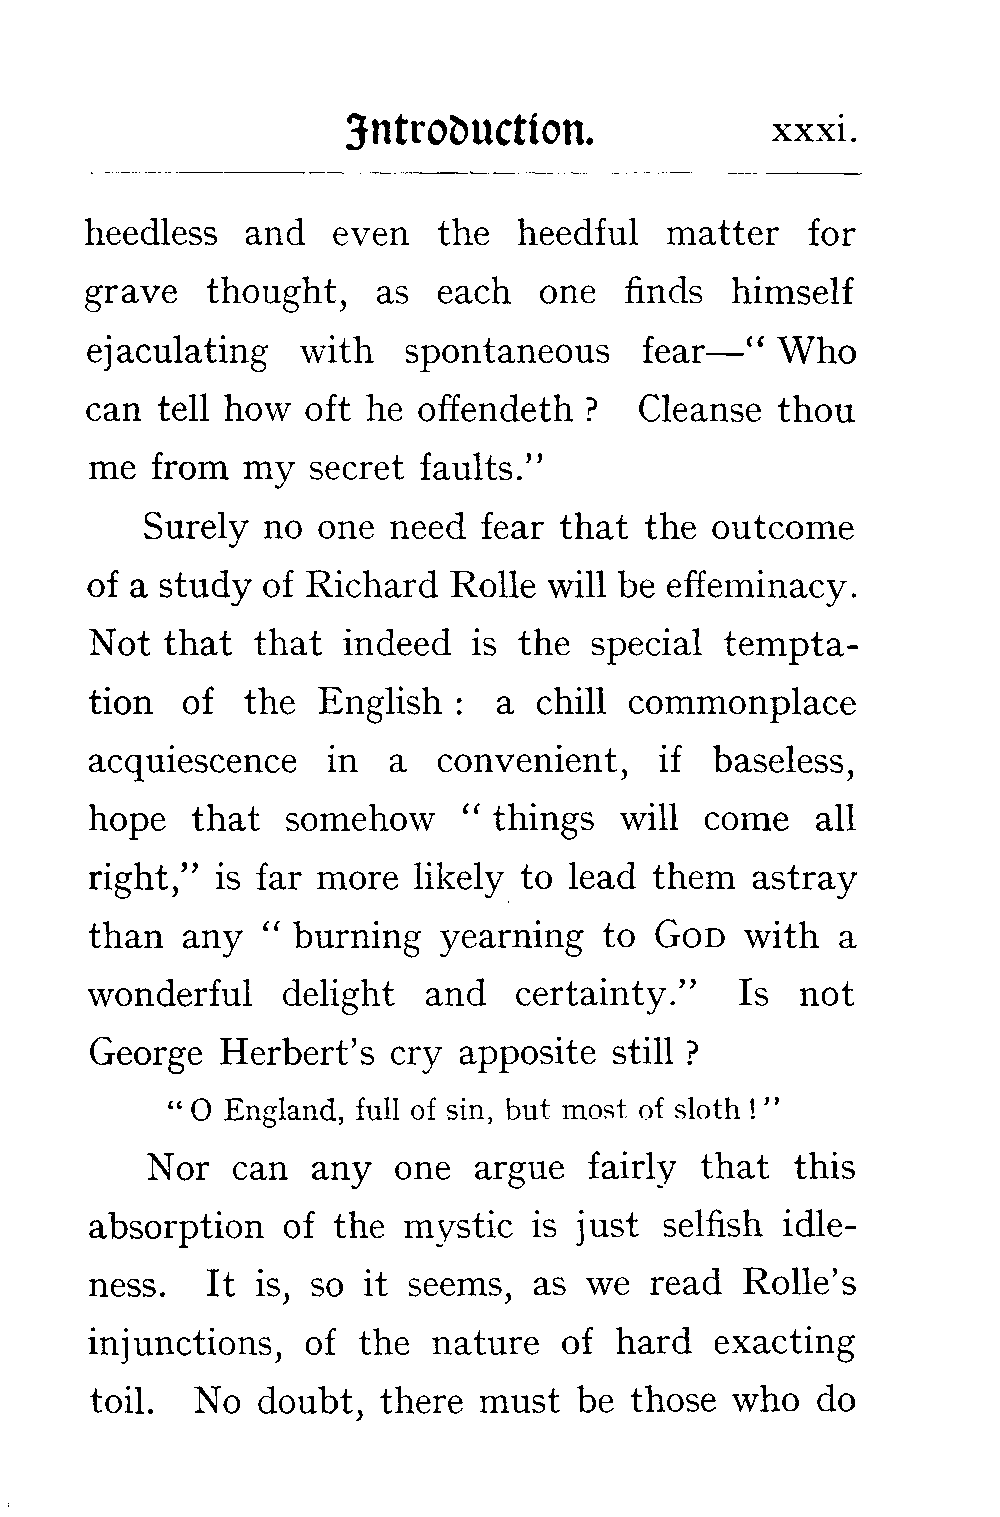 Introduction. xxxi.
heedless and even the heedful matter for
grave thought, as each one finds himself
ejaculating with spontaneous fear—“ Who
can tell how oft he offendeth ? Cleanse thou
me from my secret faults.”
Surely no one need fear that the outcome
of a study of Richard Rolle will be effeminacy.
Not that that indeed is the special tempta-
tion of the English : a chill commonplace
acquiescence in a convenient, if baseless,
hope that somehow “ things will come all
right,” is far more likely to lead them astray
than any “ burning yearning to GOD with a
wonderful delight and certainty.” Is not
George Herbert’s cry apposite still ?
“ O England, full of sin, but most of sloth ! ”
Nor can any one argue fairly that this
absorption of the mystic is just selfish idle-
ness. It is, so it seems, as we read Rolle’s
injunctions, of the nature of hard exacting
toil. No doubt, there must be those who do